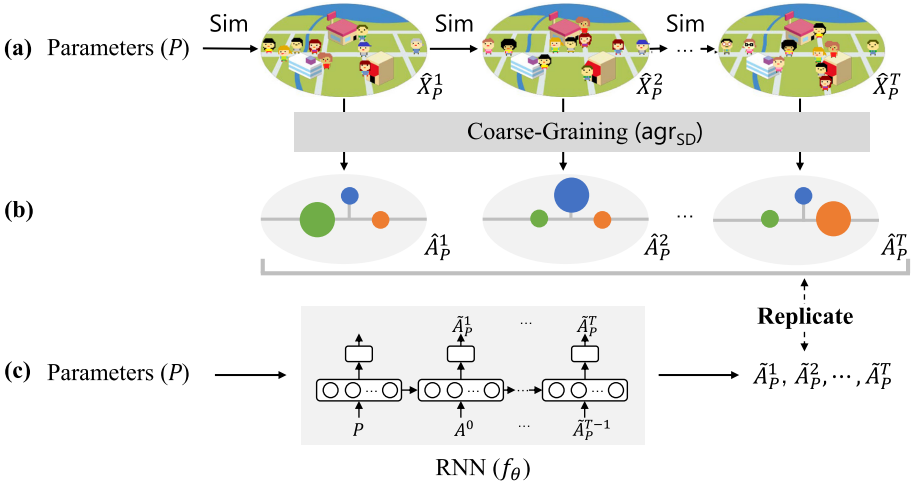 Sim Sim Sim
(a) Parameters (P) ...
X̂_P^1 X̂_P^2 X̂_P^T
Coarse-Graining (agr_SD)
(b) ...
Â_P^1 Â_P^2 Â_P^T
Replicate
Ã_P^1 ... Ã_P^T
(c) Parameters (P) Ã_P^1, Ã_P^2, ⋯, Ã_P^T
... ... ... ...
P A^0 ... Ã_P^{T−1}
RNN (f_θ)